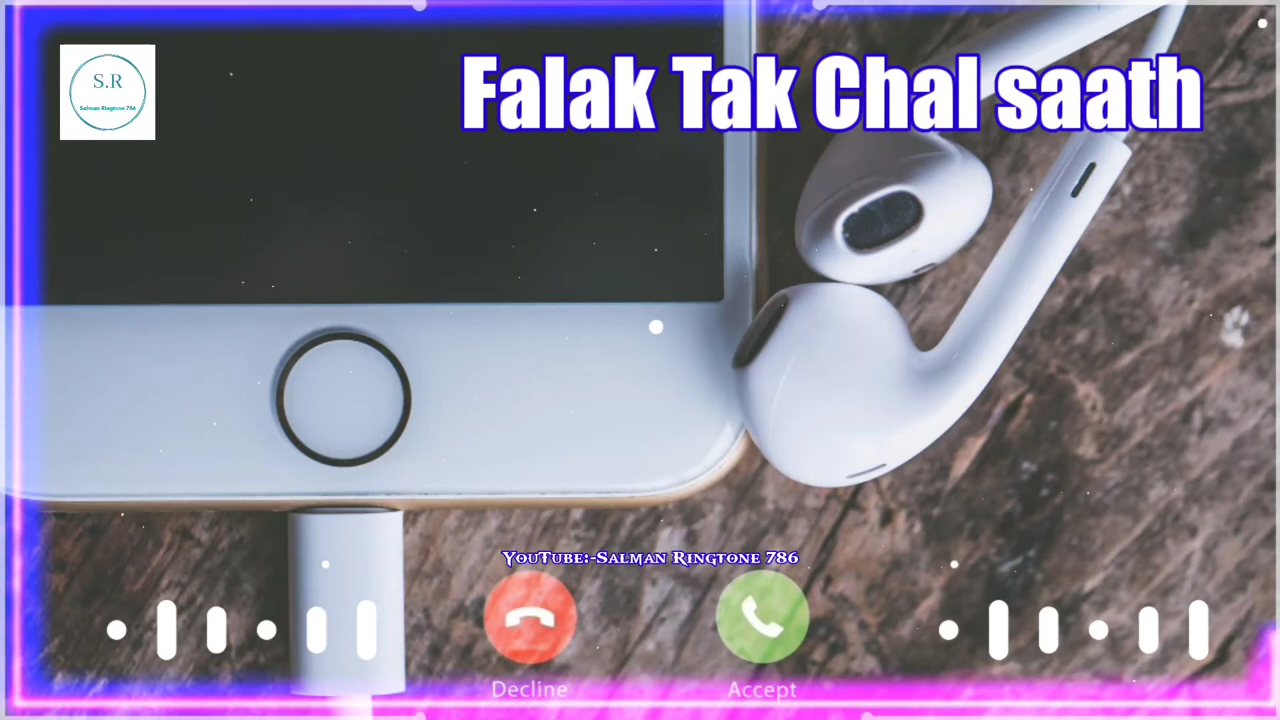 S.R
Salman Ringtone 786
Falak Tak Chal saath
YouTube:-Salman Ringtone 786
Decline
Accept